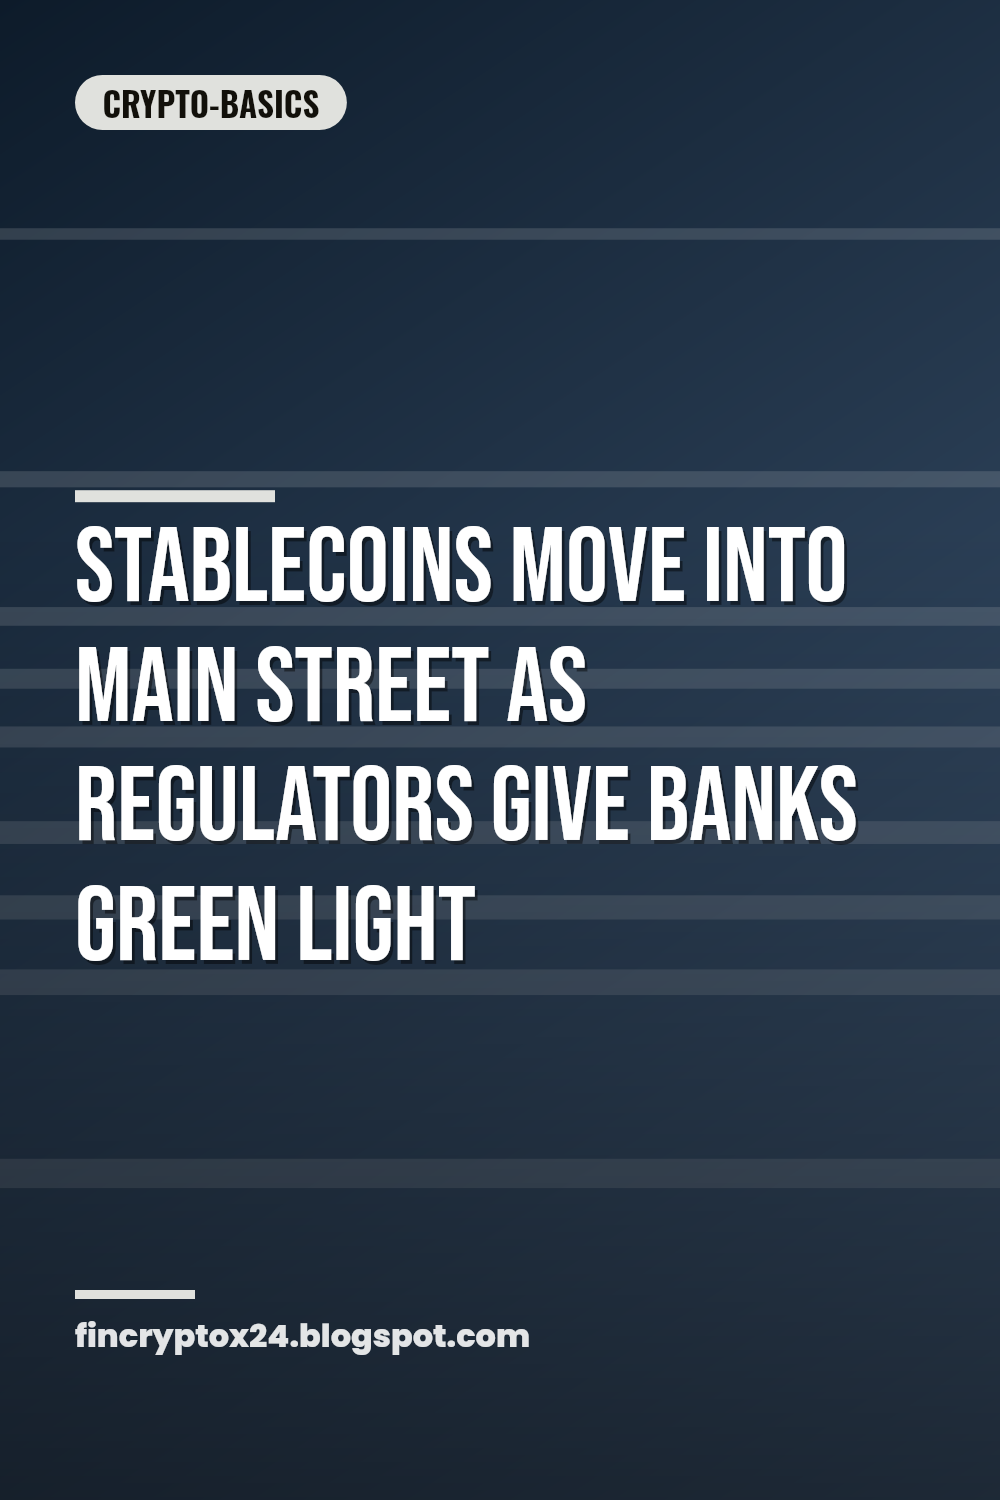 CRYPTO-BASICS
STABLECOINS MOVE INTO
MAIN STREET AS
REGULATORS GIVE BANKS
GREEN LIGHT
fincryptox24.blogspot.com